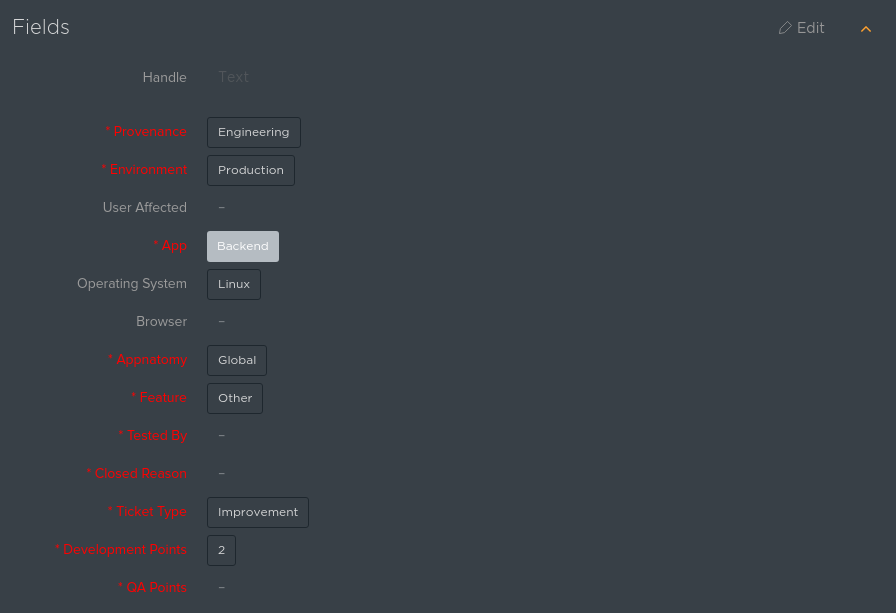 Fields
Edit
Handle Text
* Provenance Engineering
* Environment Production
User Affected –
* App Backend
Operating System Linux
Browser –
* Appnatomy Global
* Feature Other
* Tested By –
* Closed Reason –
* Ticket Type Improvement
* Development Points 2
* QA Points –